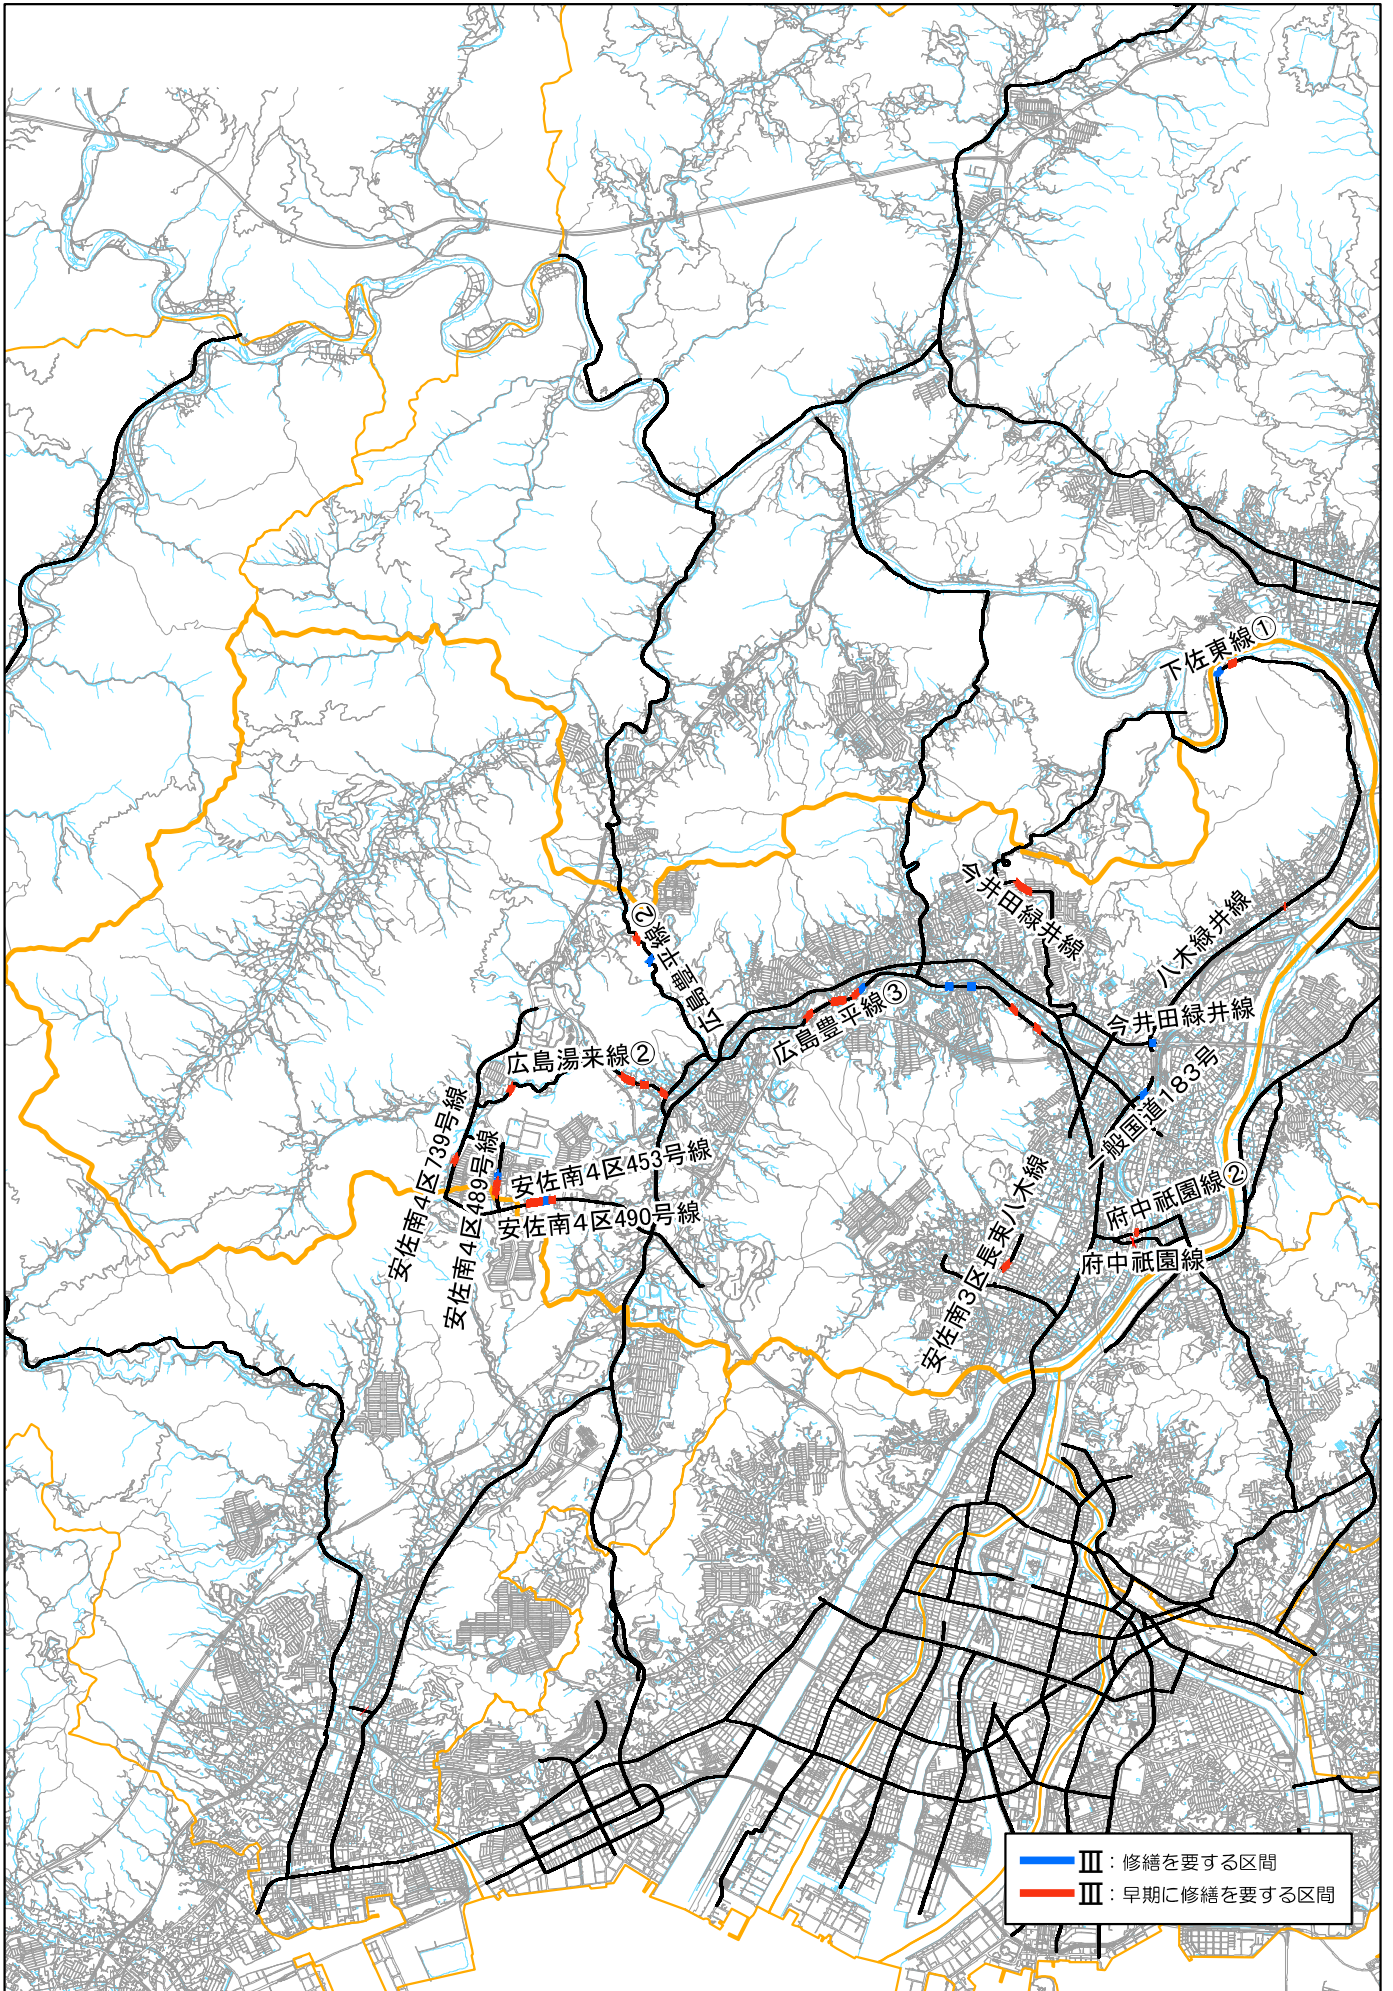 下佐東線①
今井田緑井線
八木緑井線
広島豊平線②
広島豊平線③
今井田緑井線
一般国道183号
広島湯来線②
安佐南4区739号線
安佐南4区489号線
安佐南4区453号線
安佐南4区490号線
安佐南3区長束八木線
府中祇園線②
府中祇園線
Ⅲ：修繕を要する区間
Ⅲ：早期に修繕を要する区間